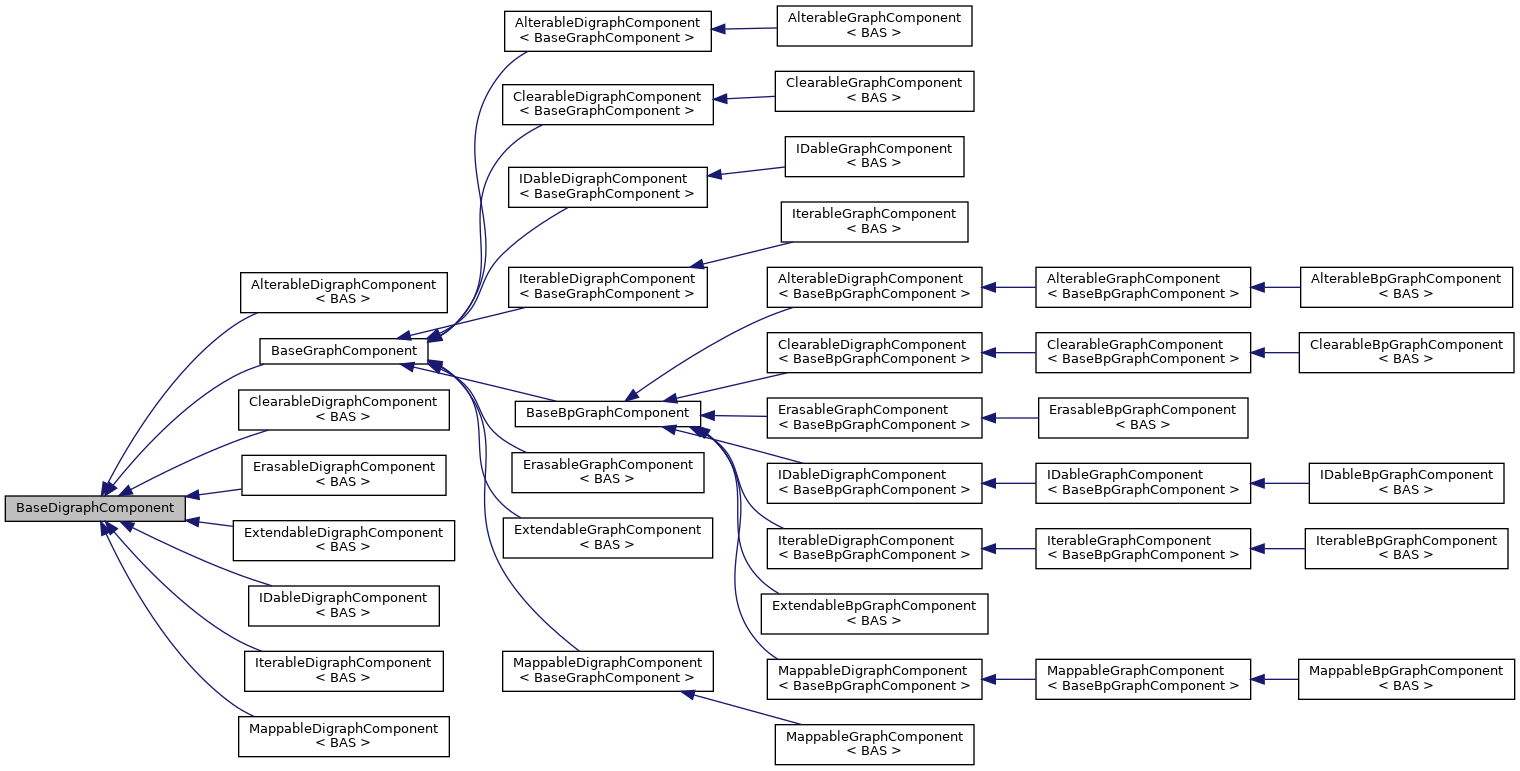 AlterableDigraphComponent
< BaseGraphComponent >
AlterableGraphComponent
< BAS >
ClearableDigraphComponent
< BaseGraphComponent >
ClearableGraphComponent
< BAS >
IDableGraphComponent
< BAS >
IDableDigraphComponent
< BaseGraphComponent >
IterableGraphComponent
< BAS >
AlterableDigraphComponent
< BAS >
IterableDigraphComponent
< BaseGraphComponent >
AlterableDigraphComponent
< BaseBpGraphComponent >
AlterableGraphComponent
< BaseBpGraphComponent >
AlterableBpGraphComponent
< BAS >
BaseGraphComponent
ClearableDigraphComponent
< BaseBpGraphComponent >
ClearableGraphComponent
< BaseBpGraphComponent >
ClearableBpGraphComponent
< BAS >
ClearableDigraphComponent
< BAS >
BaseBpGraphComponent
ErasableGraphComponent
< BaseBpGraphComponent >
ErasableBpGraphComponent
< BAS >
ErasableDigraphComponent
< BAS >
ErasableGraphComponent
< BAS >
IDableDigraphComponent
< BaseBpGraphComponent >
IDableGraphComponent
< BaseBpGraphComponent >
IDableBpGraphComponent
< BAS >
BaseDigraphComponent
ExtendableDigraphComponent
< BAS >
ExtendableGraphComponent
< BAS >
IterableDigraphComponent
< BaseBpGraphComponent >
IterableGraphComponent
< BaseBpGraphComponent >
IterableBpGraphComponent
< BAS >
IDableDigraphComponent
< BAS >
ExtendableBpGraphComponent
< BAS >
IterableDigraphComponent
< BAS >
MappableDigraphComponent
< BaseGraphComponent >
MappableDigraphComponent
< BaseBpGraphComponent >
MappableGraphComponent
< BaseBpGraphComponent >
MappableBpGraphComponent
< BAS >
MappableDigraphComponent
< BAS >
MappableGraphComponent
< BAS >